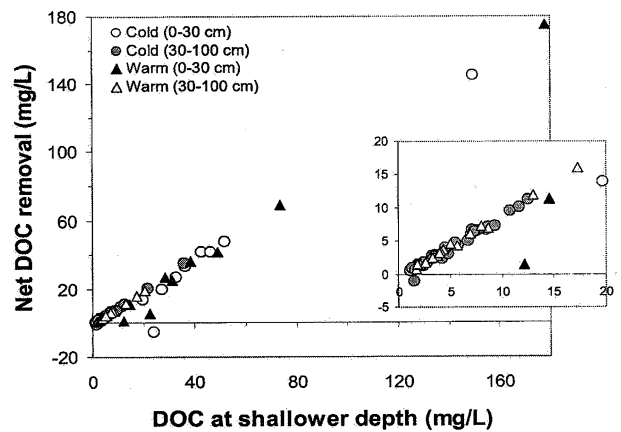 Net DOC removal (mg/L)
180
140
100
60
20
-20
Cold (0-30 cm)
Cold (30-100 cm)
Warm (0-30 cm)
Warm (30-100 cm)
20
15
10
5
0
-5
0 5 10 15 20
0 40 80 120 160
DOC at shallower depth (mg/L)